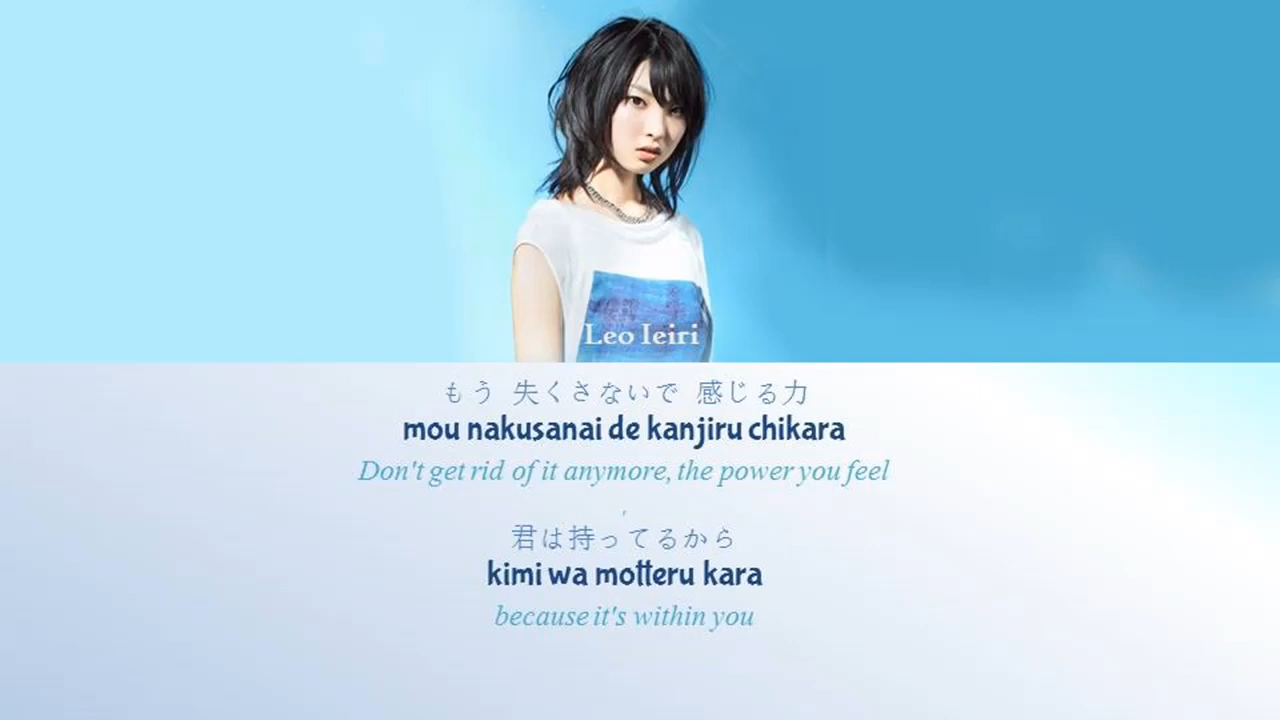 Leo Ieiri
もう 失くさないで 感じる力
mou nakusanai de kanjiru chikara
Don't get rid of it anymore, the power you feel
君は持ってるから
kimi wa motteru kara
because it's within you